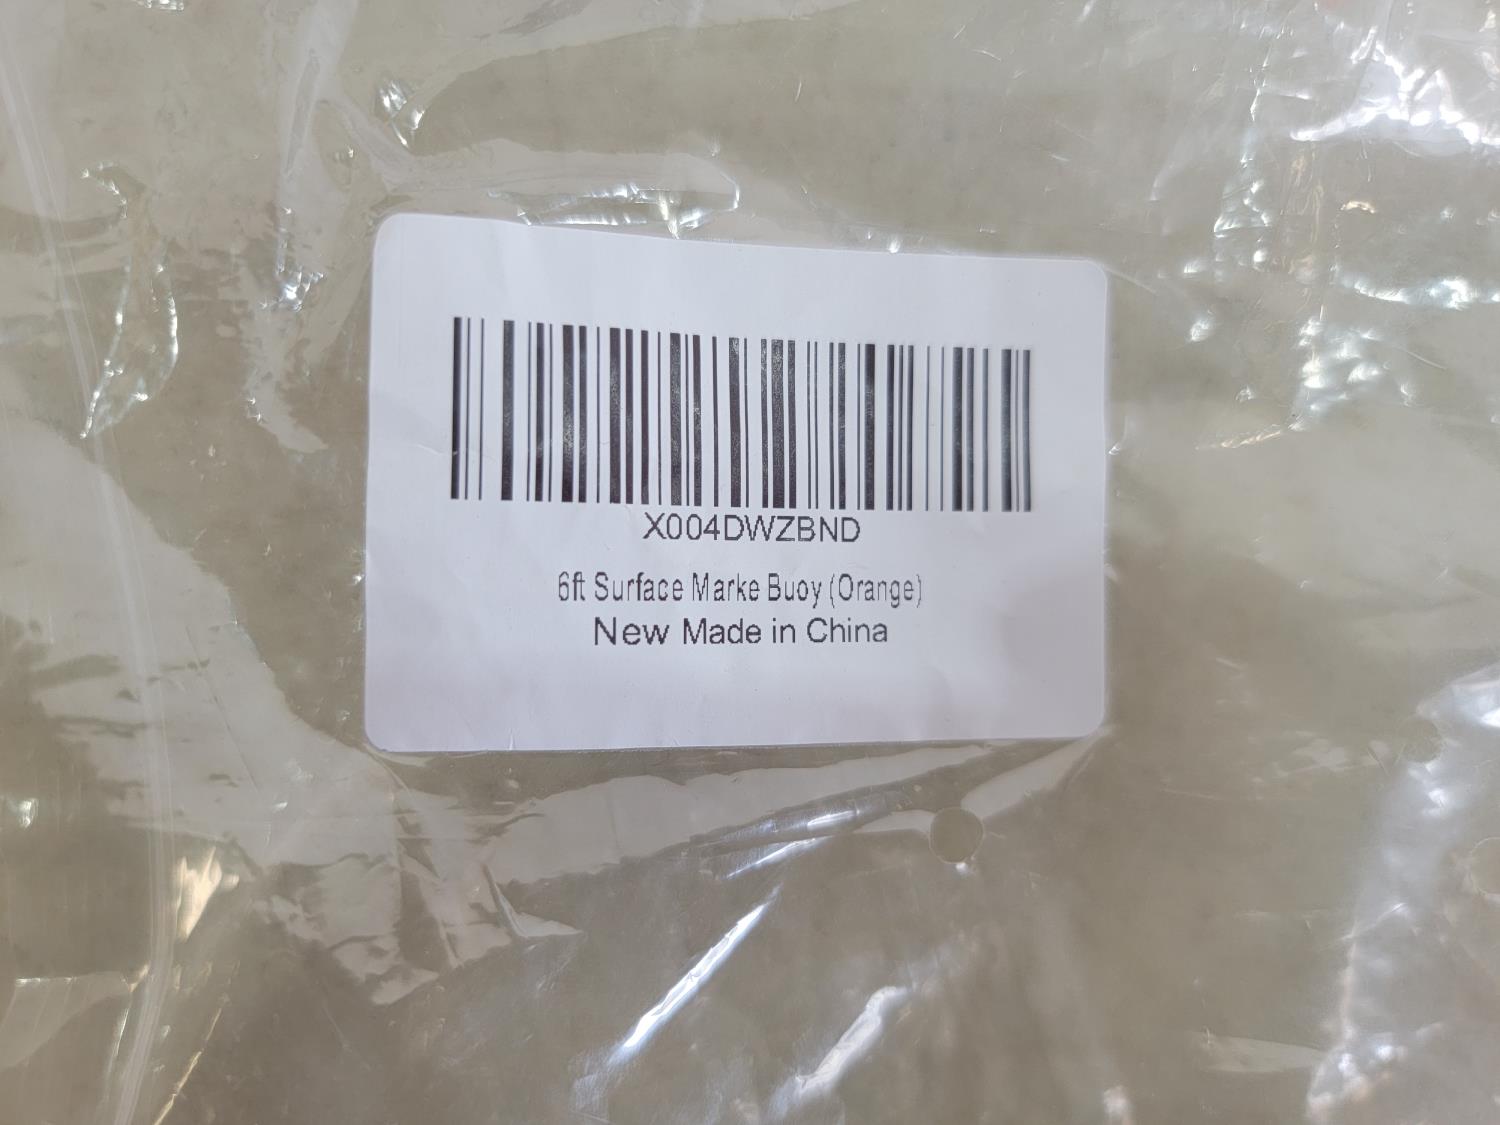 X004DWZBND
6ft Surface Marke Buoy (Orange)
New Made in China